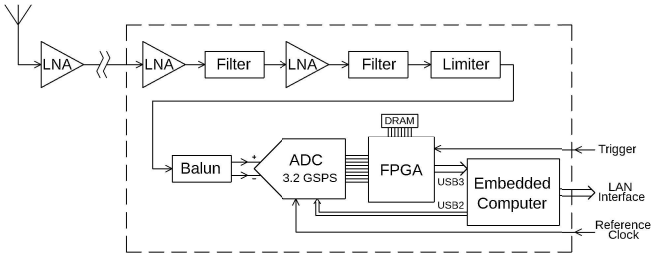 LNA
LNA
Filter
LNA
Filter
Limiter
DRAM
Balun
+
-
ADC
3.2 GSPS
FPGA
Trigger
USB3
Embedded
Computer
LAN
Interface
USB2
Reference
Clock